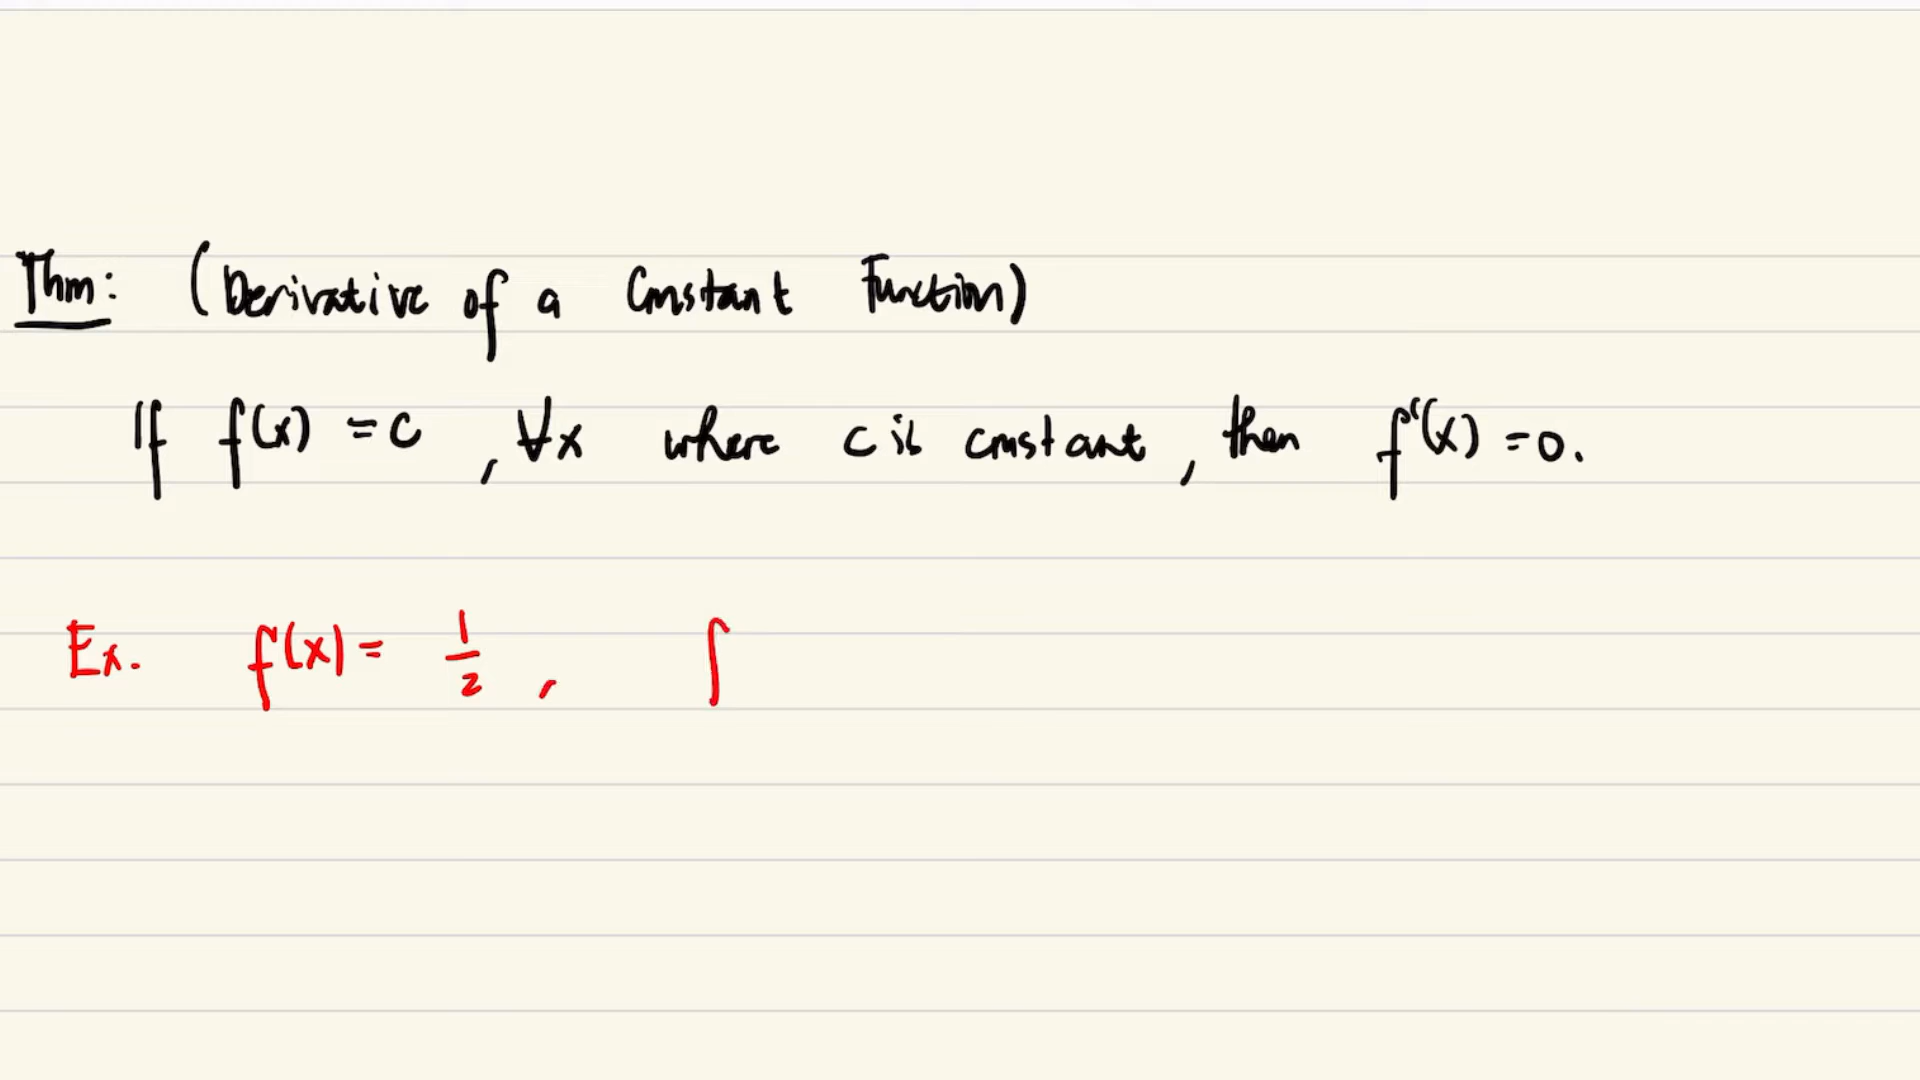 Thm: (Derivative of a Constant Function)
If f(x) = c , ∀x where c is constant, then f'(x) = 0.
Ex. f(x) = 1/2 , f